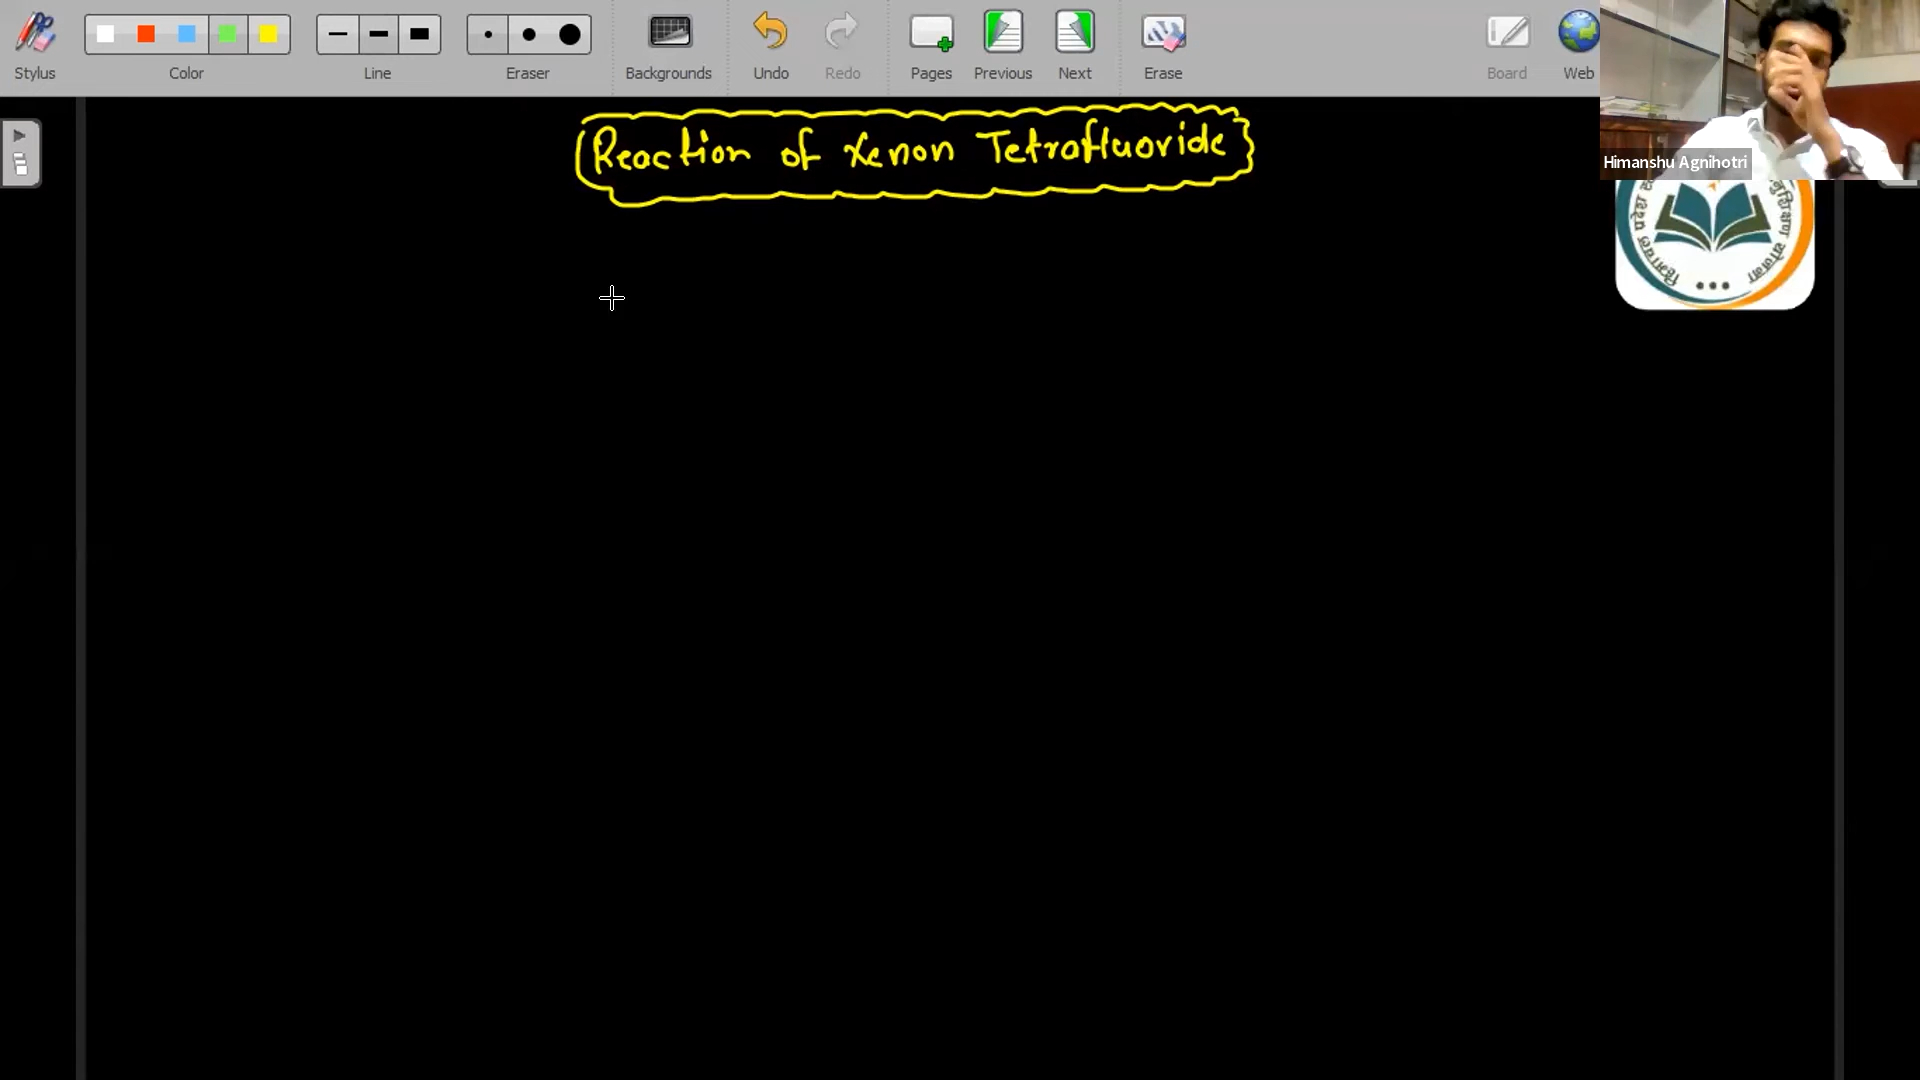 Stylus
Color
Line
Eraser
Backgrounds
Undo
Redo
Pages
Previous
Next
Erase
Board
Web
Himanshu Agnihotri
Reaction of Xenon Tetrafluoride